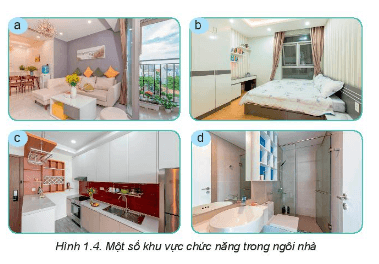 a
b
c
d
Hình 1.4. Một số khu vực chức năng trong ngôi nhà